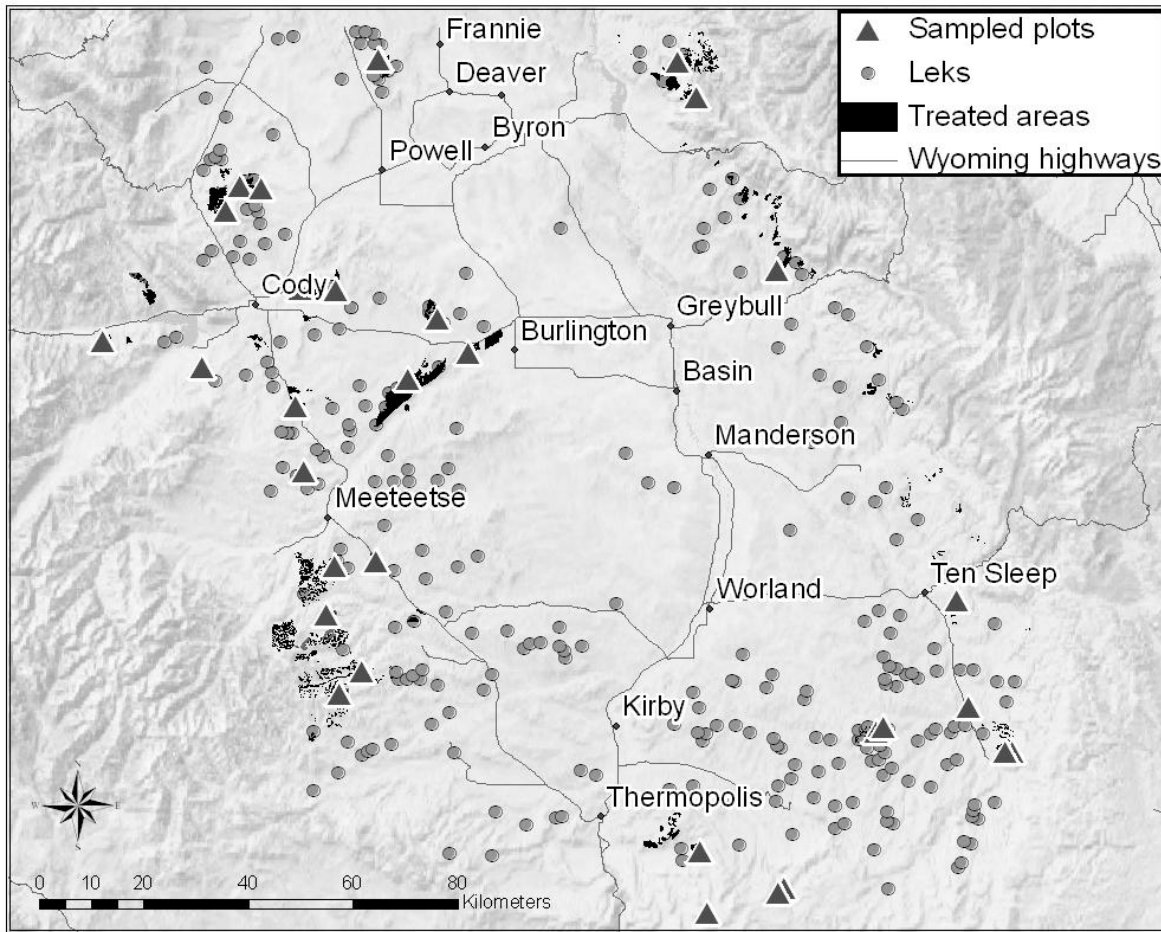 Sampled plots
Leks
Treated areas
Wyoming highways
Frannie
Deaver
Byron
Powell
Cody
Greybull
Burlington
Basin
Manderson
Meeteetse
Ten Sleep
Worland
Kirby
Thermopolis
W E
0 10 20 40 60 80
Kilometers